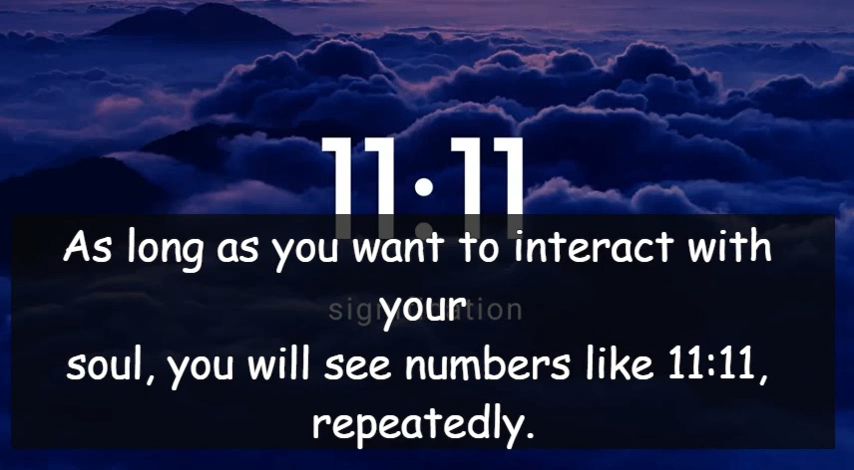 11:11
As long as you want to interact with
your
soul, you will see numbers like 11:11,
repeatedly.